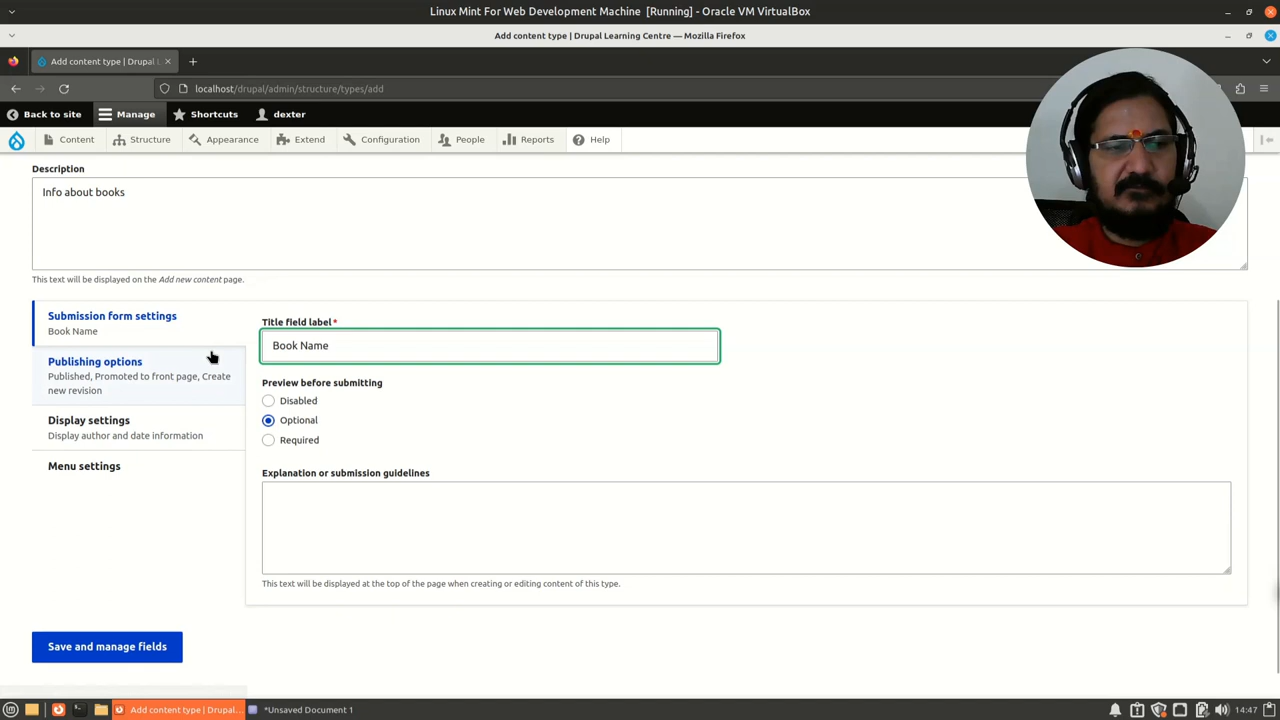 Linux Mint For Web Development Machine [Running] - Oracle VM VirtualBox
Add content type | Drupal Learning Centre — Mozilla Firefox
Add content type | Drupal L
localhost/drupal/admin/structure/types/add
Back to site
Manage
Shortcuts
dexter
Content
Structure
Appearance
Extend
Configuration
People
Reports
Help
Description
Info about books
This text will be displayed on the Add new content page.
Submission form settings
Book Name
Publishing options
Published, Promoted to front page, Create
new revision
Display settings
Display author and date information
Menu settings
Title field label*
Book Name
Preview before submitting
Disabled
Optional
Required
Explanation or submission guidelines
This text will be displayed at the top of the page when creating or editing content of this type.
Save and manage fields
Add content type | Drupal...
*Unsaved Document 1
14:47